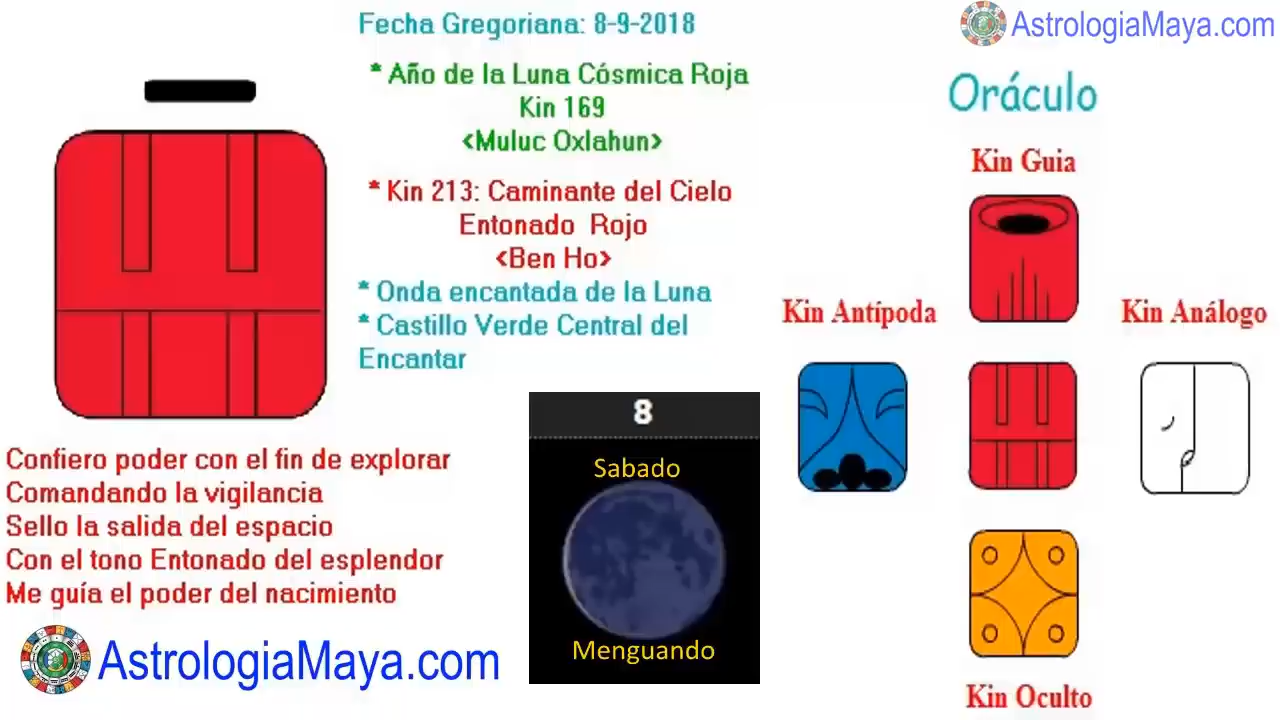 Fecha Gregoriana: 8-9-2018
* Año de la Luna Cósmica Roja
Kin 169
<Muluc Oxlahun>
* Kin 213: Caminante del Cielo
Entonado Rojo
<Ben Ho>
* Onda encantada de la Luna
* Castillo Verde Central del
Encantar
Confiero poder con el fin de explorar
Comandando la vigilancia
Sello la salida del espacio
Con el tono Entonado del esplendor
Me guía el poder del nacimiento
AstrologiaMaya.com
8
Sabado
Menguando
AstrologiaMaya.com
Oráculo
Kin Guia
Kin Antípoda
Kin Análogo
Kin Oculto